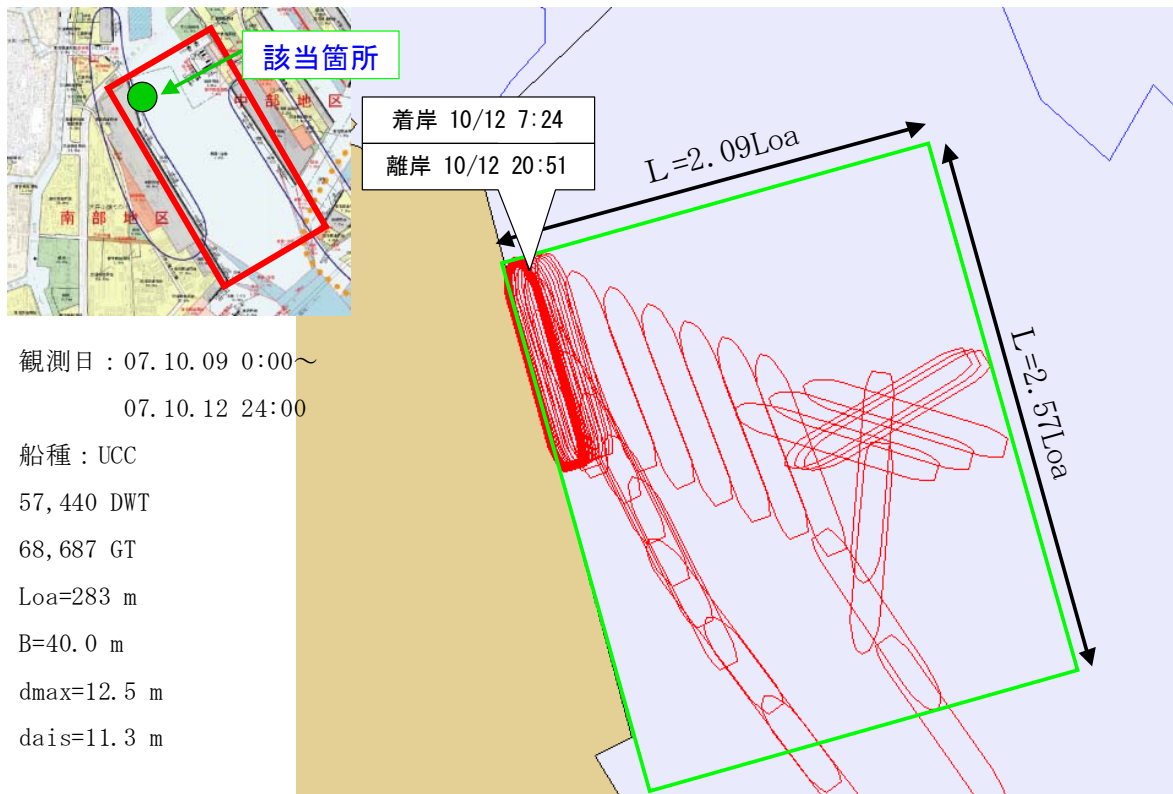 該当箇所
中部地区
南部地区
着岸 10/12 7:24
離岸 10/12 20:51
L=2.09Loa
L=2.57Loa
観測日：07.10.09 0:00～
07.10.12 24:00
船種：UCC
57,440 DWT
68,687 GT
Loa=283 m
B=40.0 m
dmax=12.5 m
dais=11.3 m